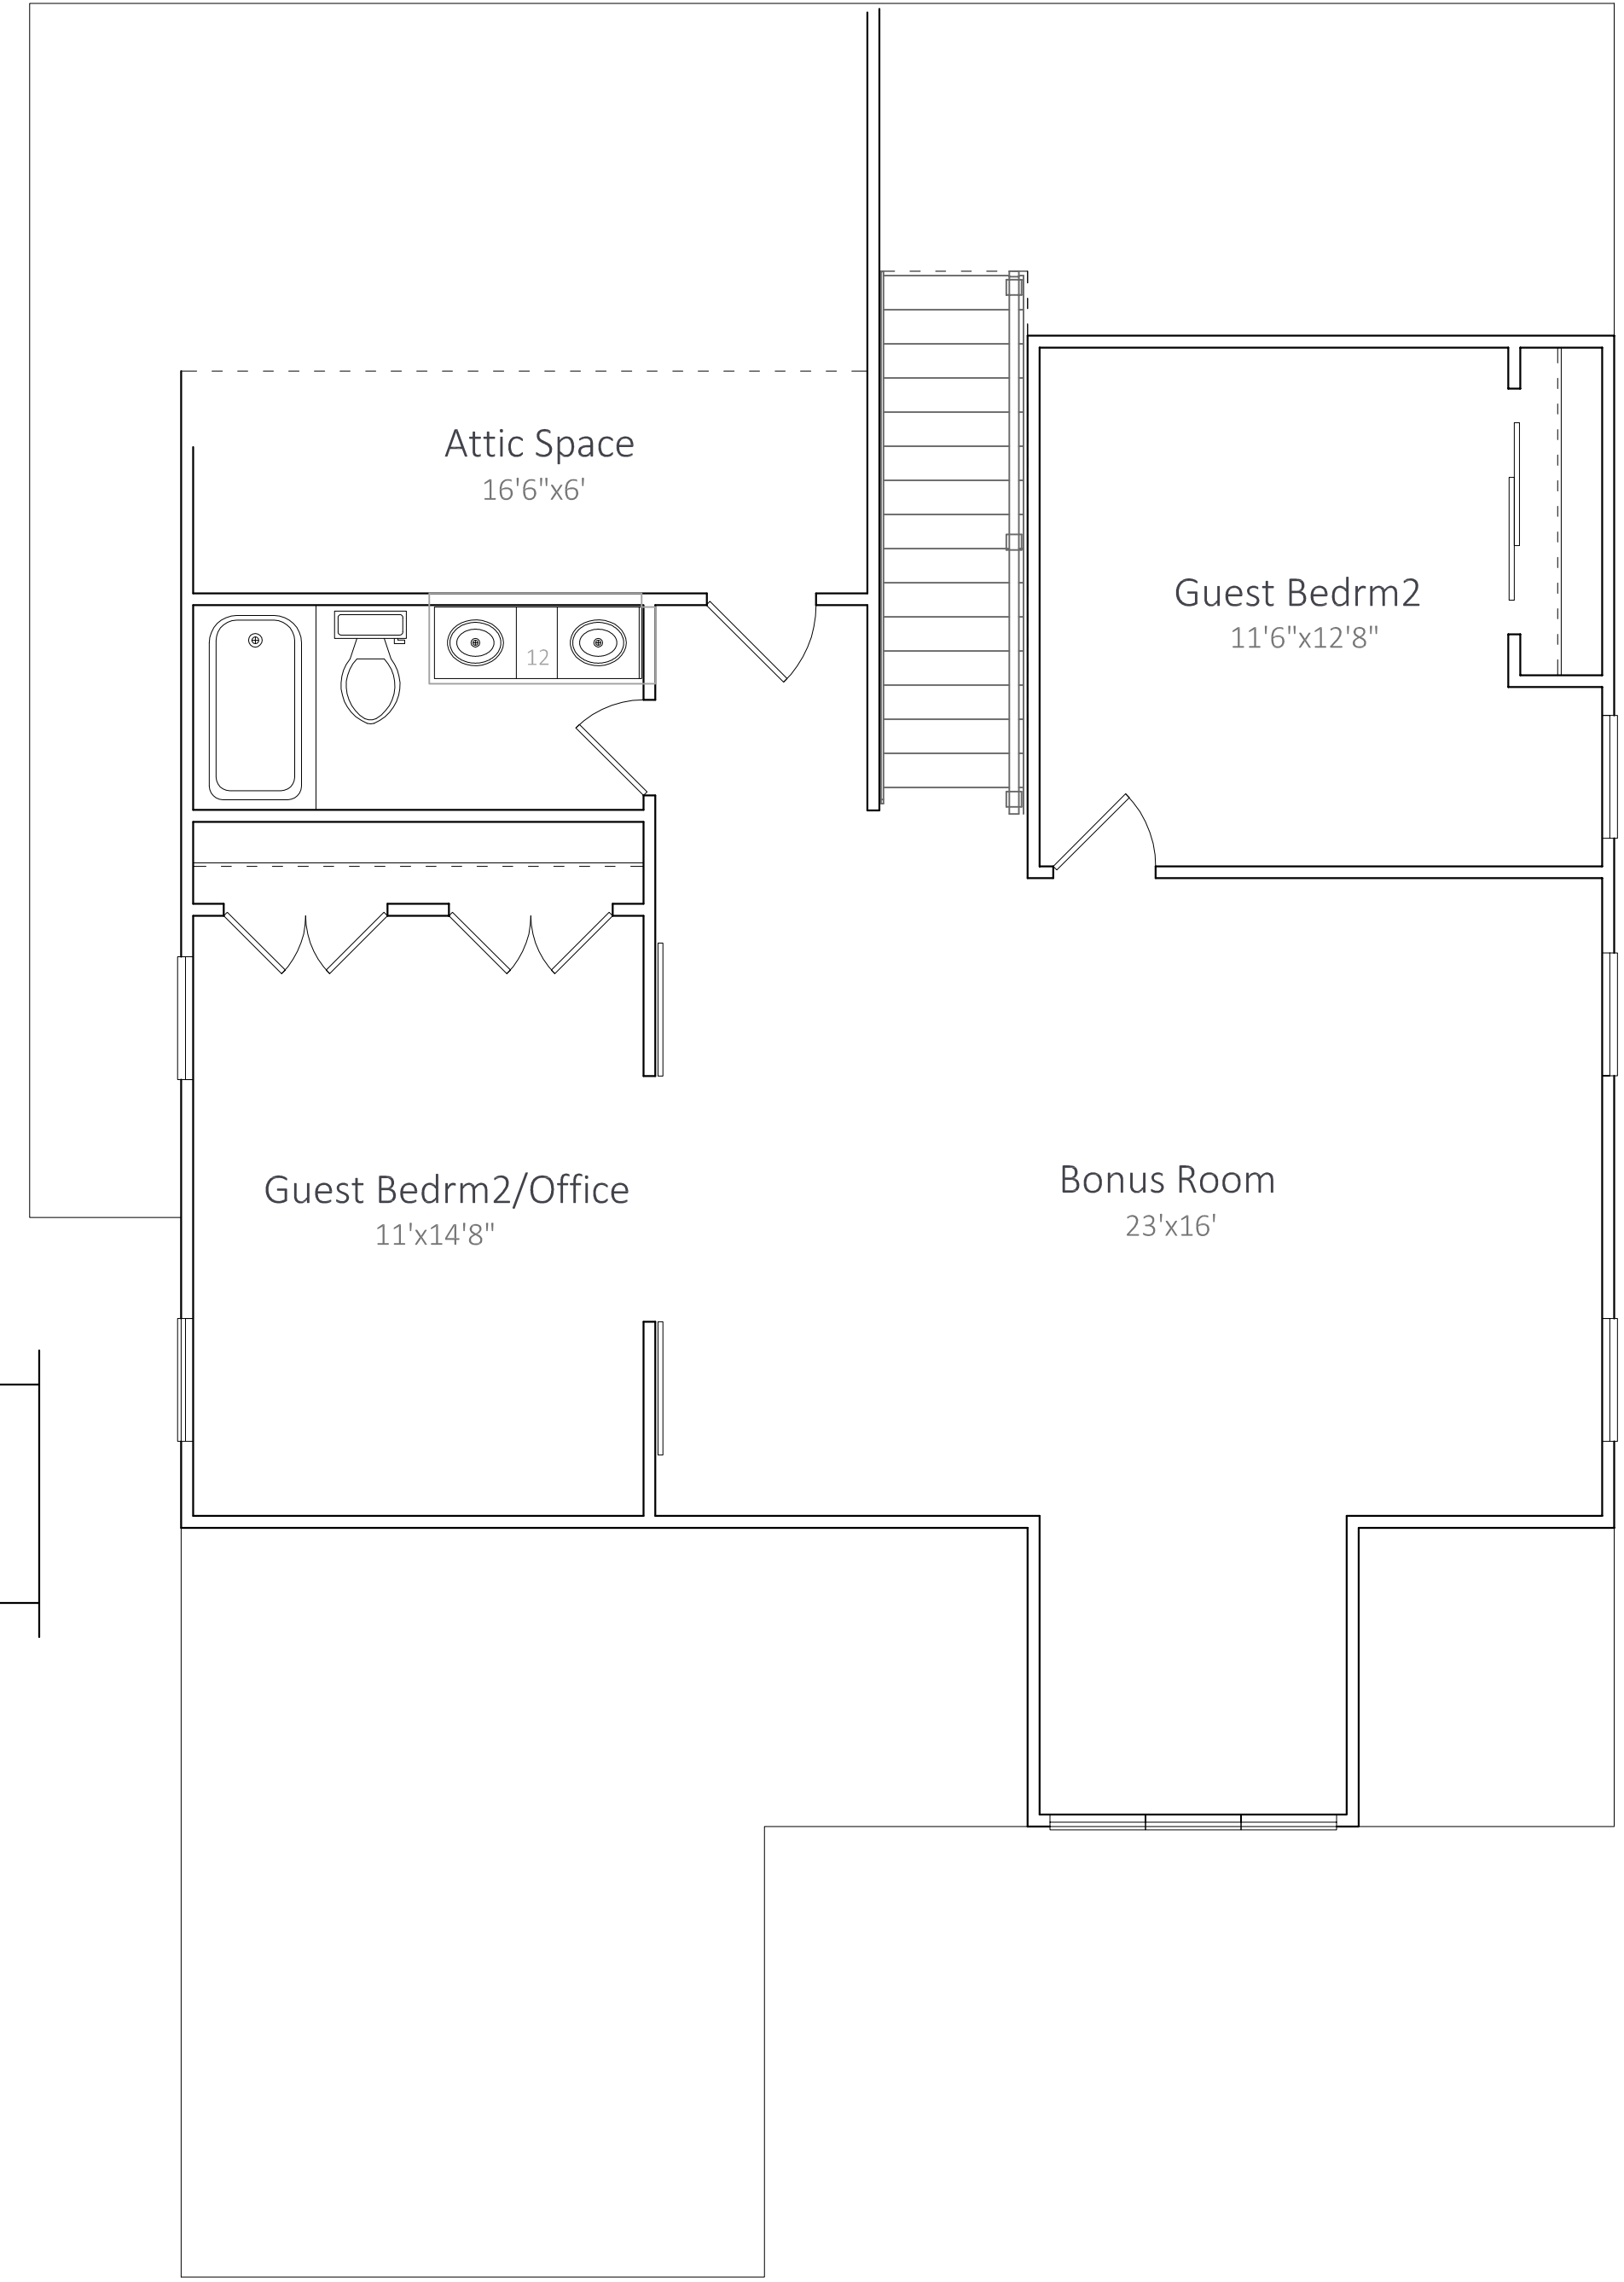 Attic Space
16'6"x6'
Guest Bedrm2
11'6"x12'8"
12
Guest Bedrm2/Office
11'x14'8"
Bonus Room
23'x16'